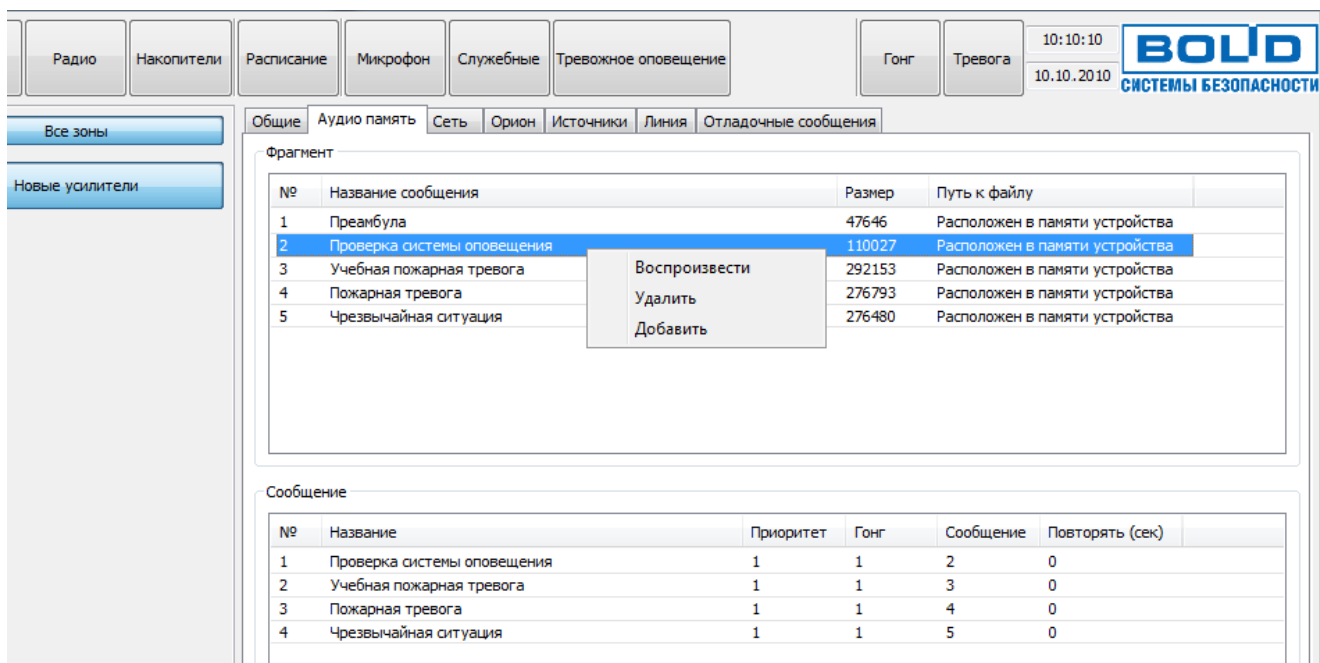 Радио Накопители Расписание Микрофон Служебные Тревожное оповещение Гонг Тревога 10:10:10 BOLID
10.10.2010 СИСТЕМЫ БЕЗОПАСНОСТИ
Все зоны
Новые усилители
Общие Аудио память Сеть Орион Источники Линия Отладочные сообщения
Фрагмент
№ Название сообщения Размер Путь к файлу
1 Преамбула 47646 Расположен в памяти устройства
2 Проверка системы оповещения 110027 Расположен в памяти устройства
3 Учебная пожарная тревога 292153 Расположен в памяти устройства
4 Пожарная тревога 276793 Расположен в памяти устройства
5 Чрезвычайная ситуация 276480 Расположен в памяти устройства
Воспроизвести
Удалить
Добавить
Сообщение
№ Название Приоритет Гонг Сообщение Повторять (сек)
1 Проверка системы оповещения 1 1 2 0
2 Учебная пожарная тревога 1 1 3 0
3 Пожарная тревога 1 1 4 0
4 Чрезвычайная ситуация 1 1 5 0